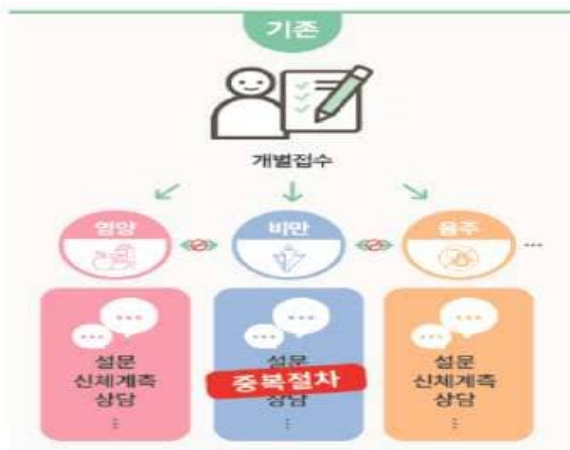 기존
개별접수
영양 비만 음주 ...
설문 설문 설문
신체계측 중복절차 신체계측
상담 상담 상담